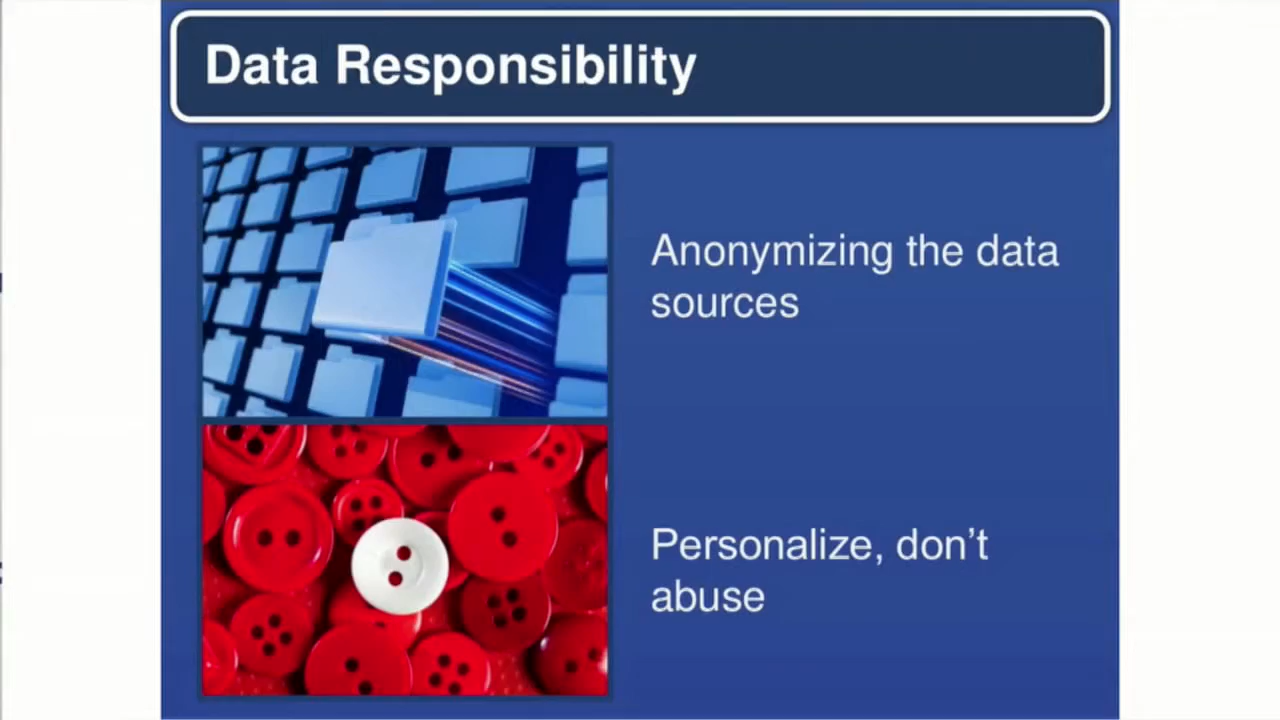 Data Responsibility
Anonymizing the data
sources
Personalize, don’t
abuse